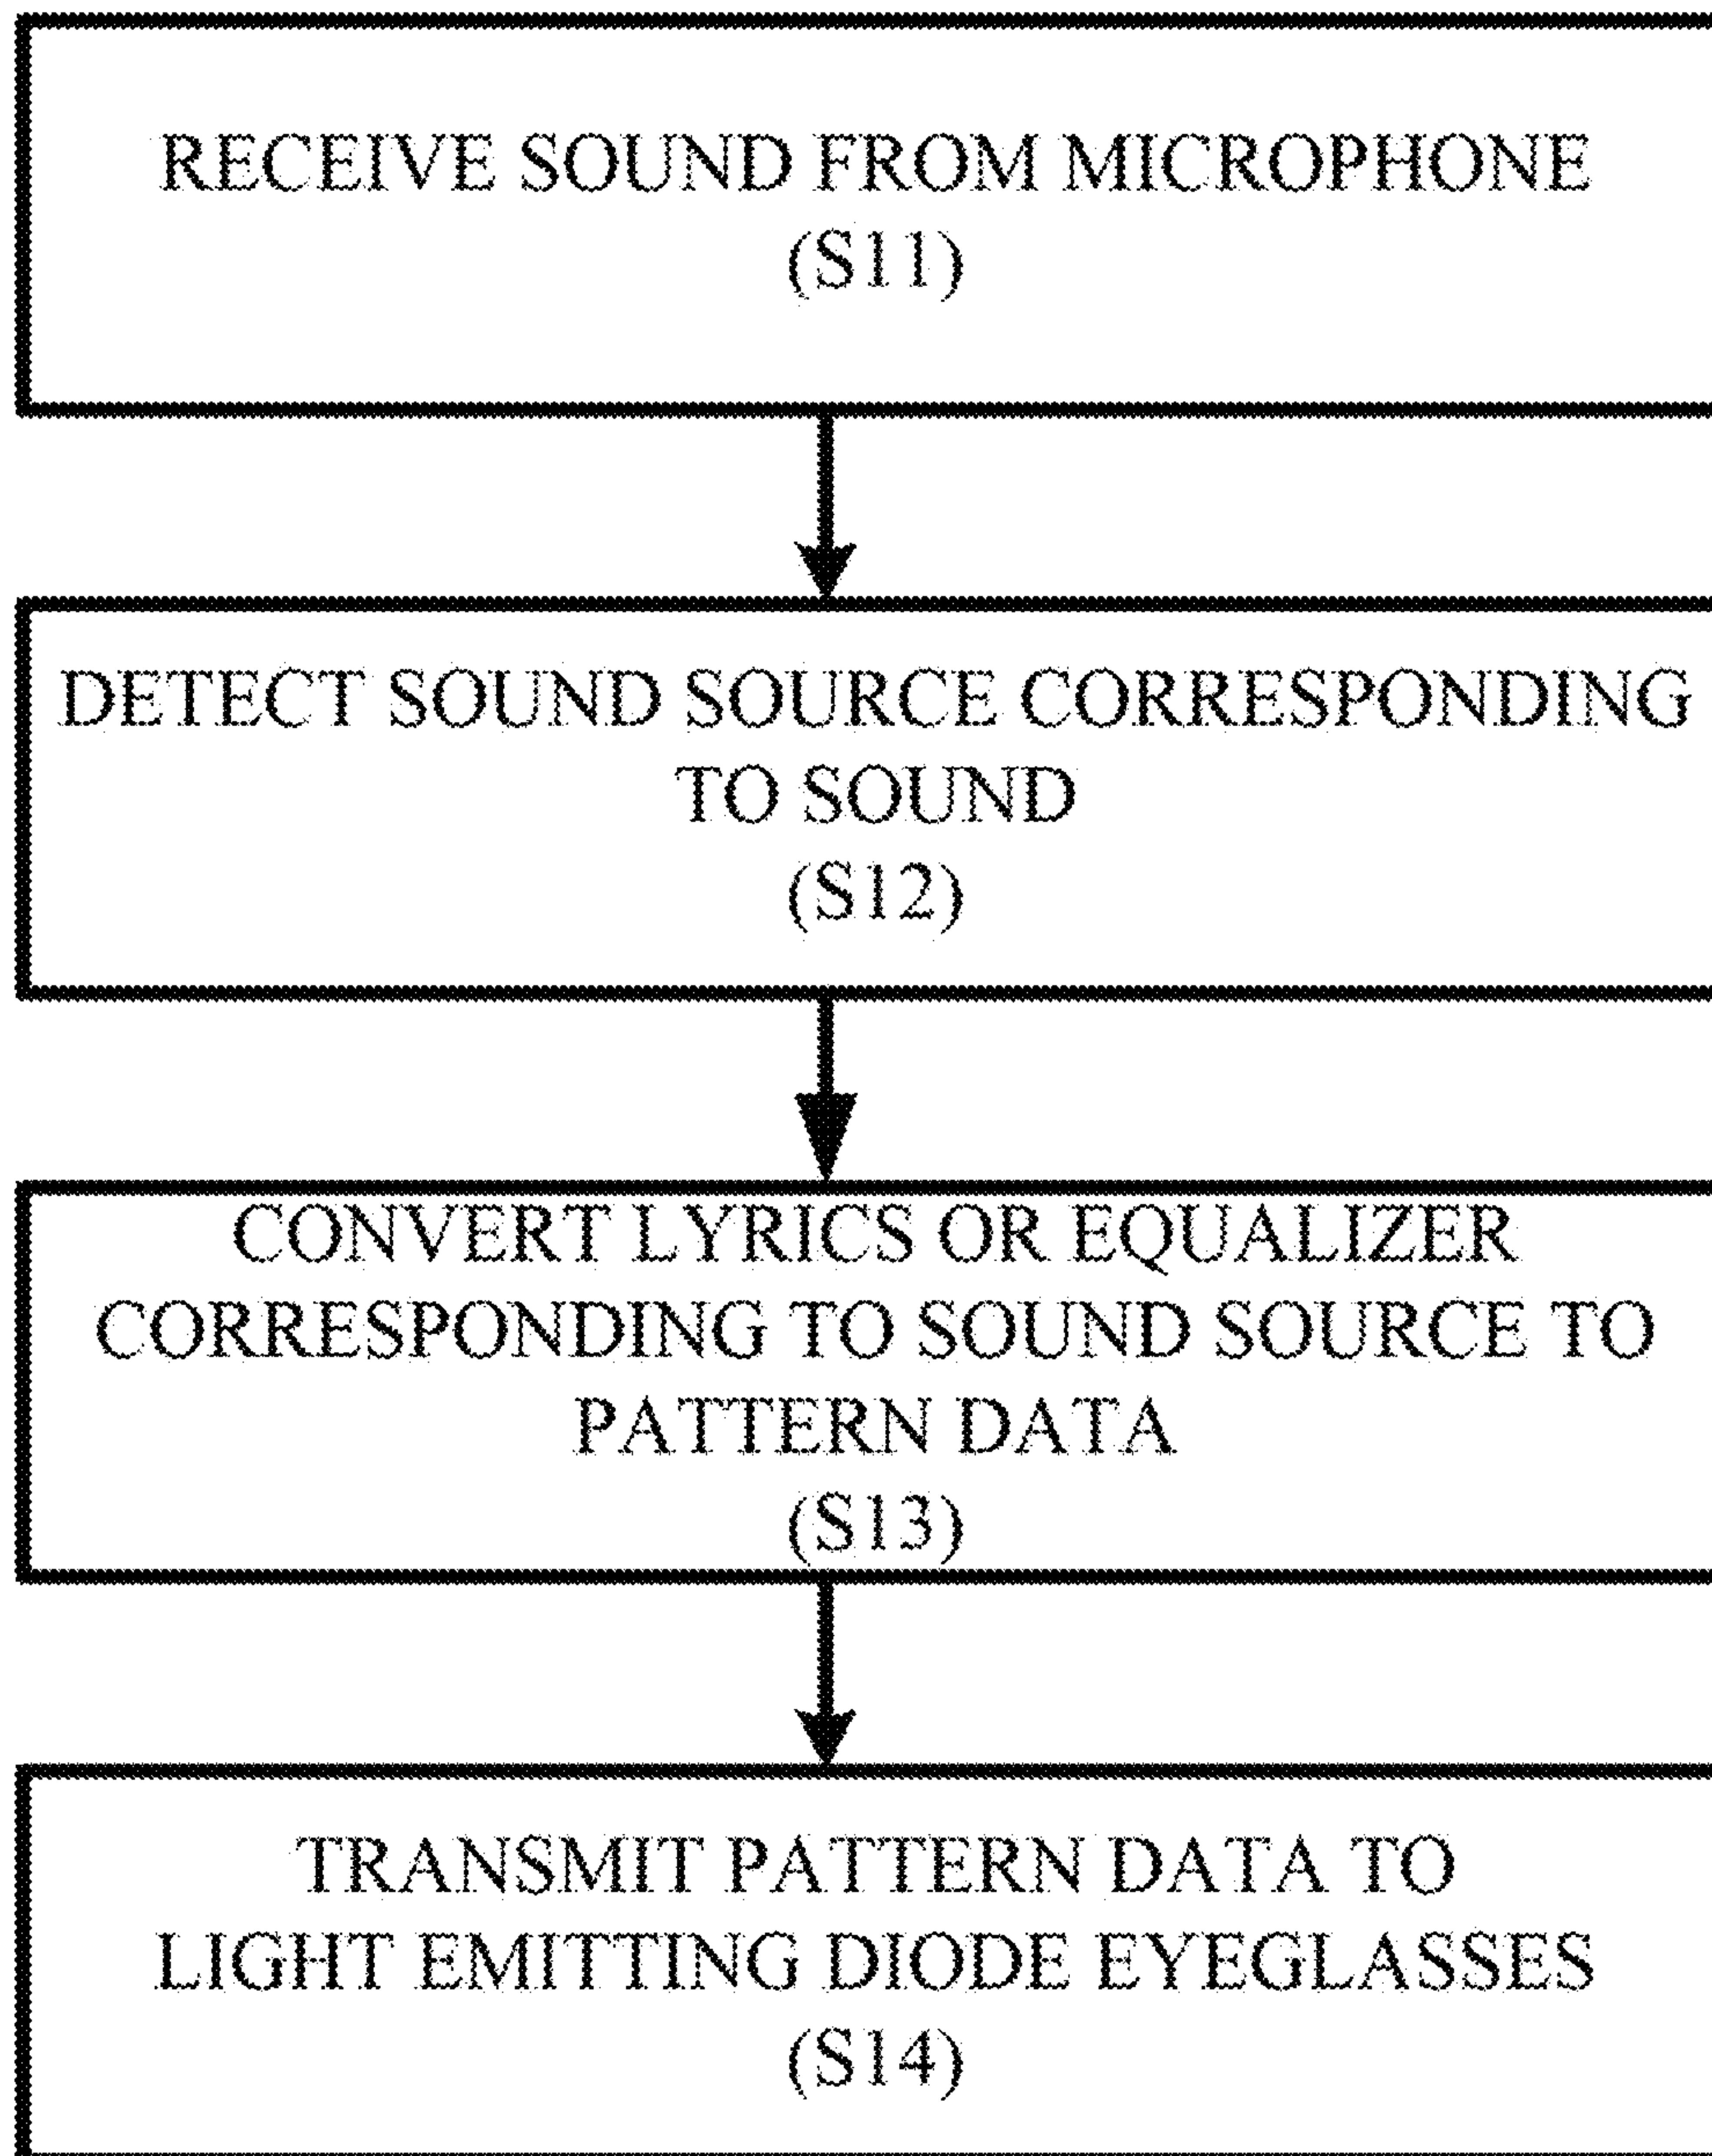 RECEIVE SOUND FROM MICROPHONE
(S11)
DETECT SOUND SOURCE CORRESPONDING
TO SOUND
(S12)
CONVERT LYRICS OR EQUALIZER
CORRESPONDING TO SOUND SOURCE TO
PATTERN DATA
(S13)
TRANSMIT PATTERN DATA TO
LIGHT EMITTING DIODE EYEGLASSES
(S14)